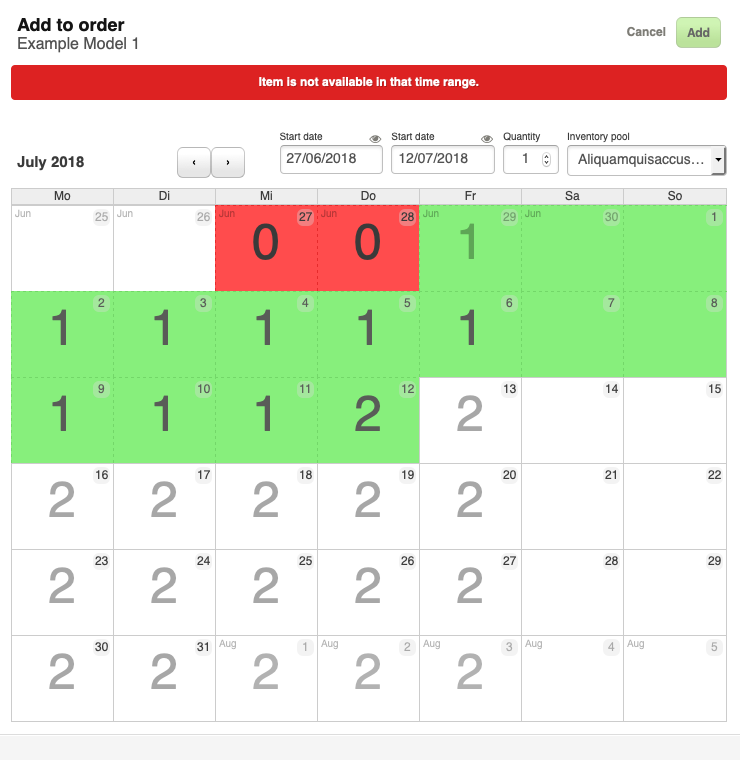 Add to order
Example Model 1
Cancel
Add
Item is not available in that time range.
July 2018
‹
›
Start date
27/06/2018
Start date
12/07/2018
Quantity
1
Inventory pool
Aliquamquisaccus...
Mo Di Mi Do Fr Sa So
Jun 25 Jun 26 Jun 27 Jun 28 Jun 29 Jun 30 1
0 0 1
2 3 4 5 6 7 8
1 1 1 1 1
9 10 11 12 13 14 15
1 1 1 2 2
16 17 18 19 20 21 22
2 2 2 2 2
23 24 25 26 27 28 29
2 2 2 2 2
30 31 Aug 1 Aug 2 Aug 3 Aug 4 Aug 5
2 2 2 2 2